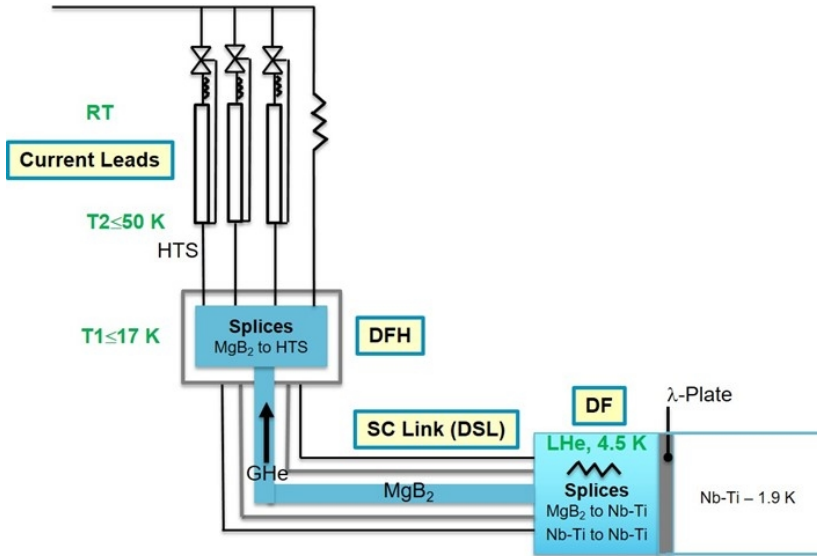 RT
Current Leads
T2≤50 K
HTS
T1≤17 K
Splices
MgB₂ to HTS
DFH
GHe
SC Link (DSL)
MgB₂
DF
λ-Plate
LHe, 4.5 K
Splices
MgB₂ to Nb-Ti
Nb-Ti to Nb-Ti
Nb-Ti – 1.9 K